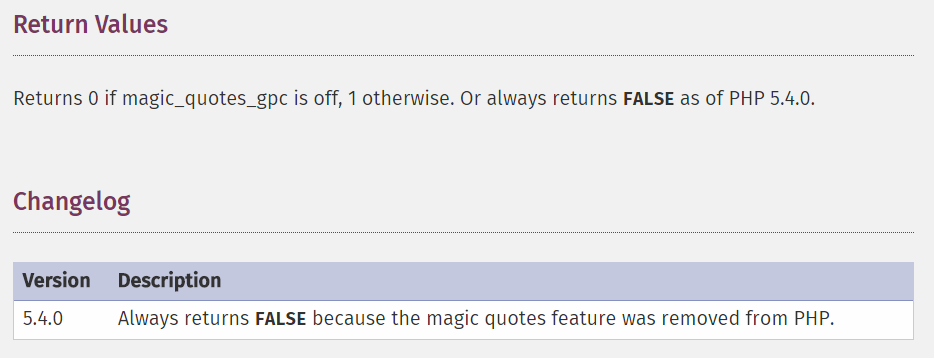 Return Values
Returns 0 if magic_quotes_gpc is off, 1 otherwise. Or always returns FALSE as of PHP 5.4.0.
Changelog
Version Description
5.4.0 Always returns FALSE because the magic quotes feature was removed from PHP.